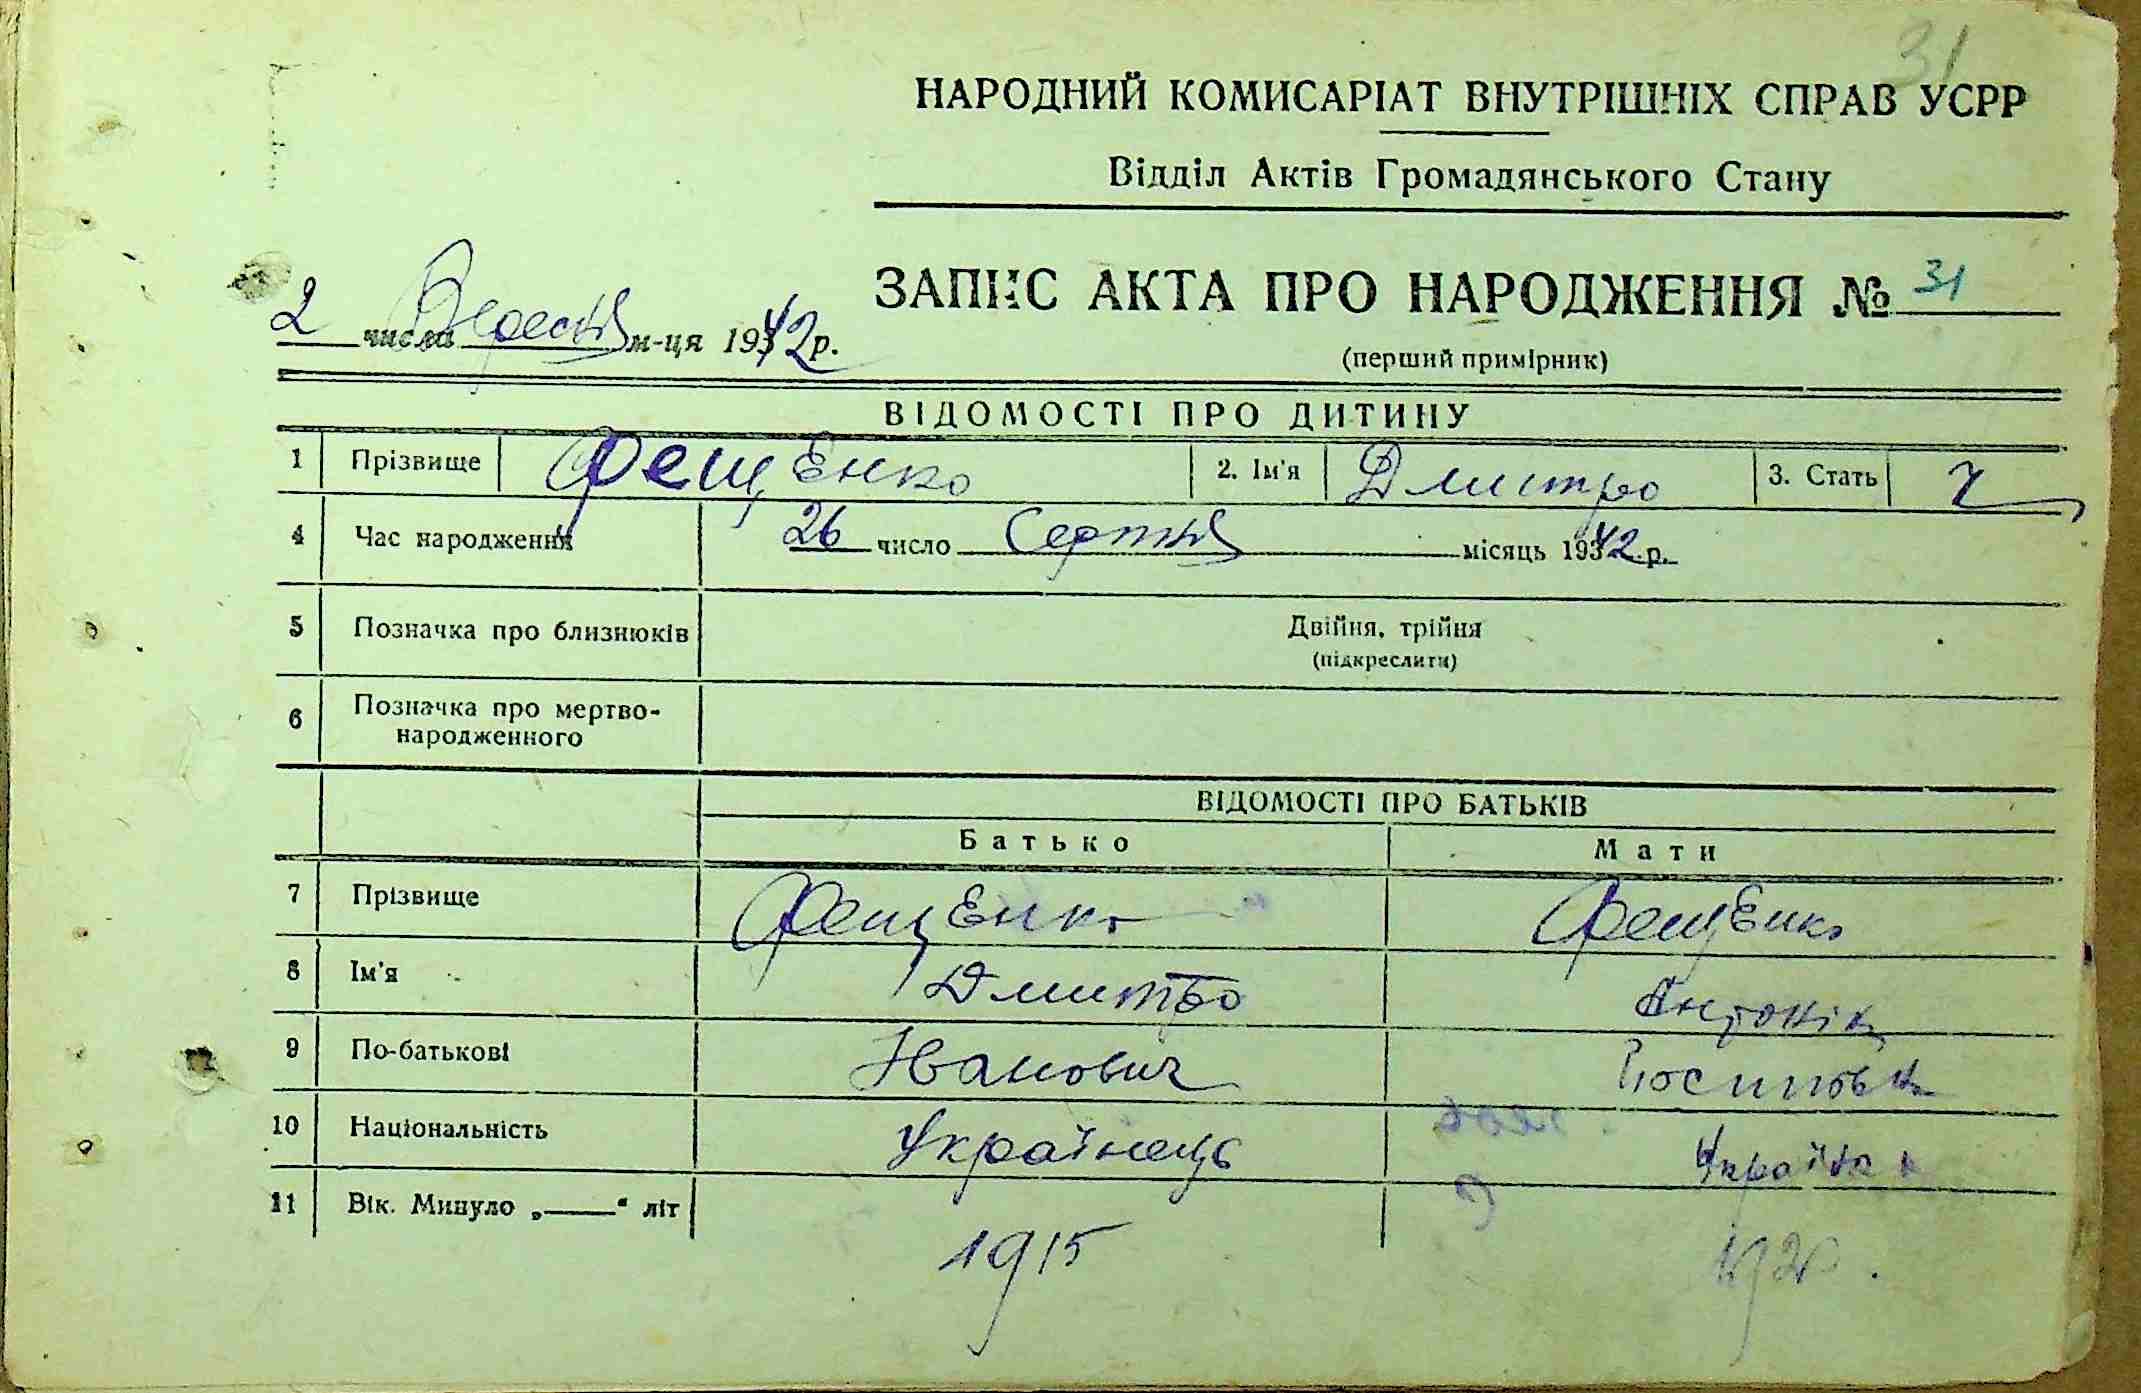 31
НАРОДНИЙ КОМИСАРІАТ ВНУТРІШНІХ СПРАВ УСРР
Відділ Актів Громадянського Стану
ЗАПИС АКТА ПРО НАРОДЖЕННЯ № 31
2 числа Вересня м-ця 1942 р.
(перший примірник)
ВІДОМОСТІ ПРО ДИТИНУ
1 Прізвище Фещенко 2. Ім'я Дмитро 3. Стать Ч
4 Час народження 26 число Серпня місяць 1942 р.
5 Позначка про близнюків Двійня, трійня
(підкреслити)
6 Позначка про мертво-
народженного
ВІДОМОСТІ ПРО БАТЬКІВ
Батько Мати
7 Прізвище Фещенко Фещенко
8 Ім'я Дмитро Антоніна
9 По-батькові Іванович
10 Національність Українець Українка
11 Вік. Минуло „——“ літ
1915 1920.